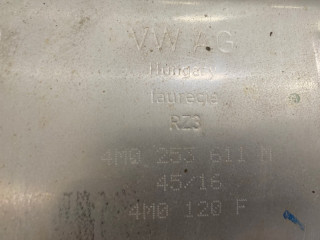 VW AG
Hungary
faurecia
RZ3
4M0 253 611
45/16
4M0 120 F